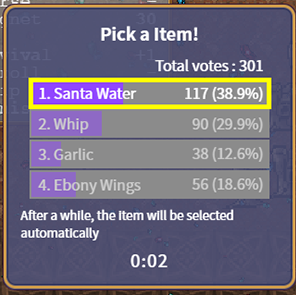 Pick a Item!
Total votes : 301
1. Santa Water 117 (38.9%)
2. Whip 90 (29.9%)
3. Garlic 38 (12.6%)
4. Ebony Wings 56 (18.6%)
After a while, the item will be selected
automatically
0:02